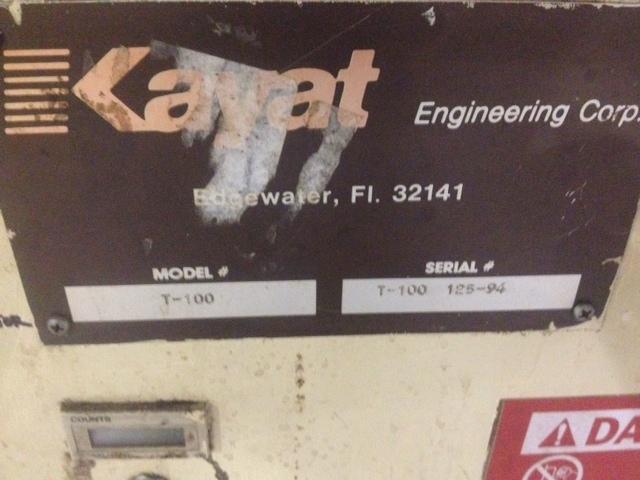 Kayat
Engineering Corp.
Edgewater, Fl. 32141
MODEL #
SERIAL #
T-100
T-100 125-94
COUNTS
DA